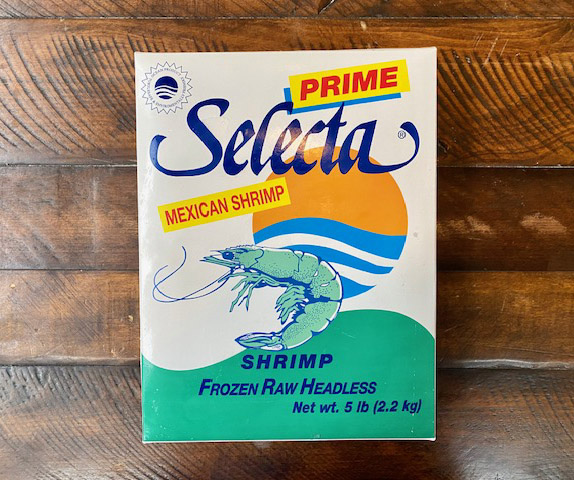 PRIME
Selecta®
MEXICAN SHRIMP
SHRIMP
FROZEN RAW HEADLESS
Net wt. 5 lb (2.2 kg)